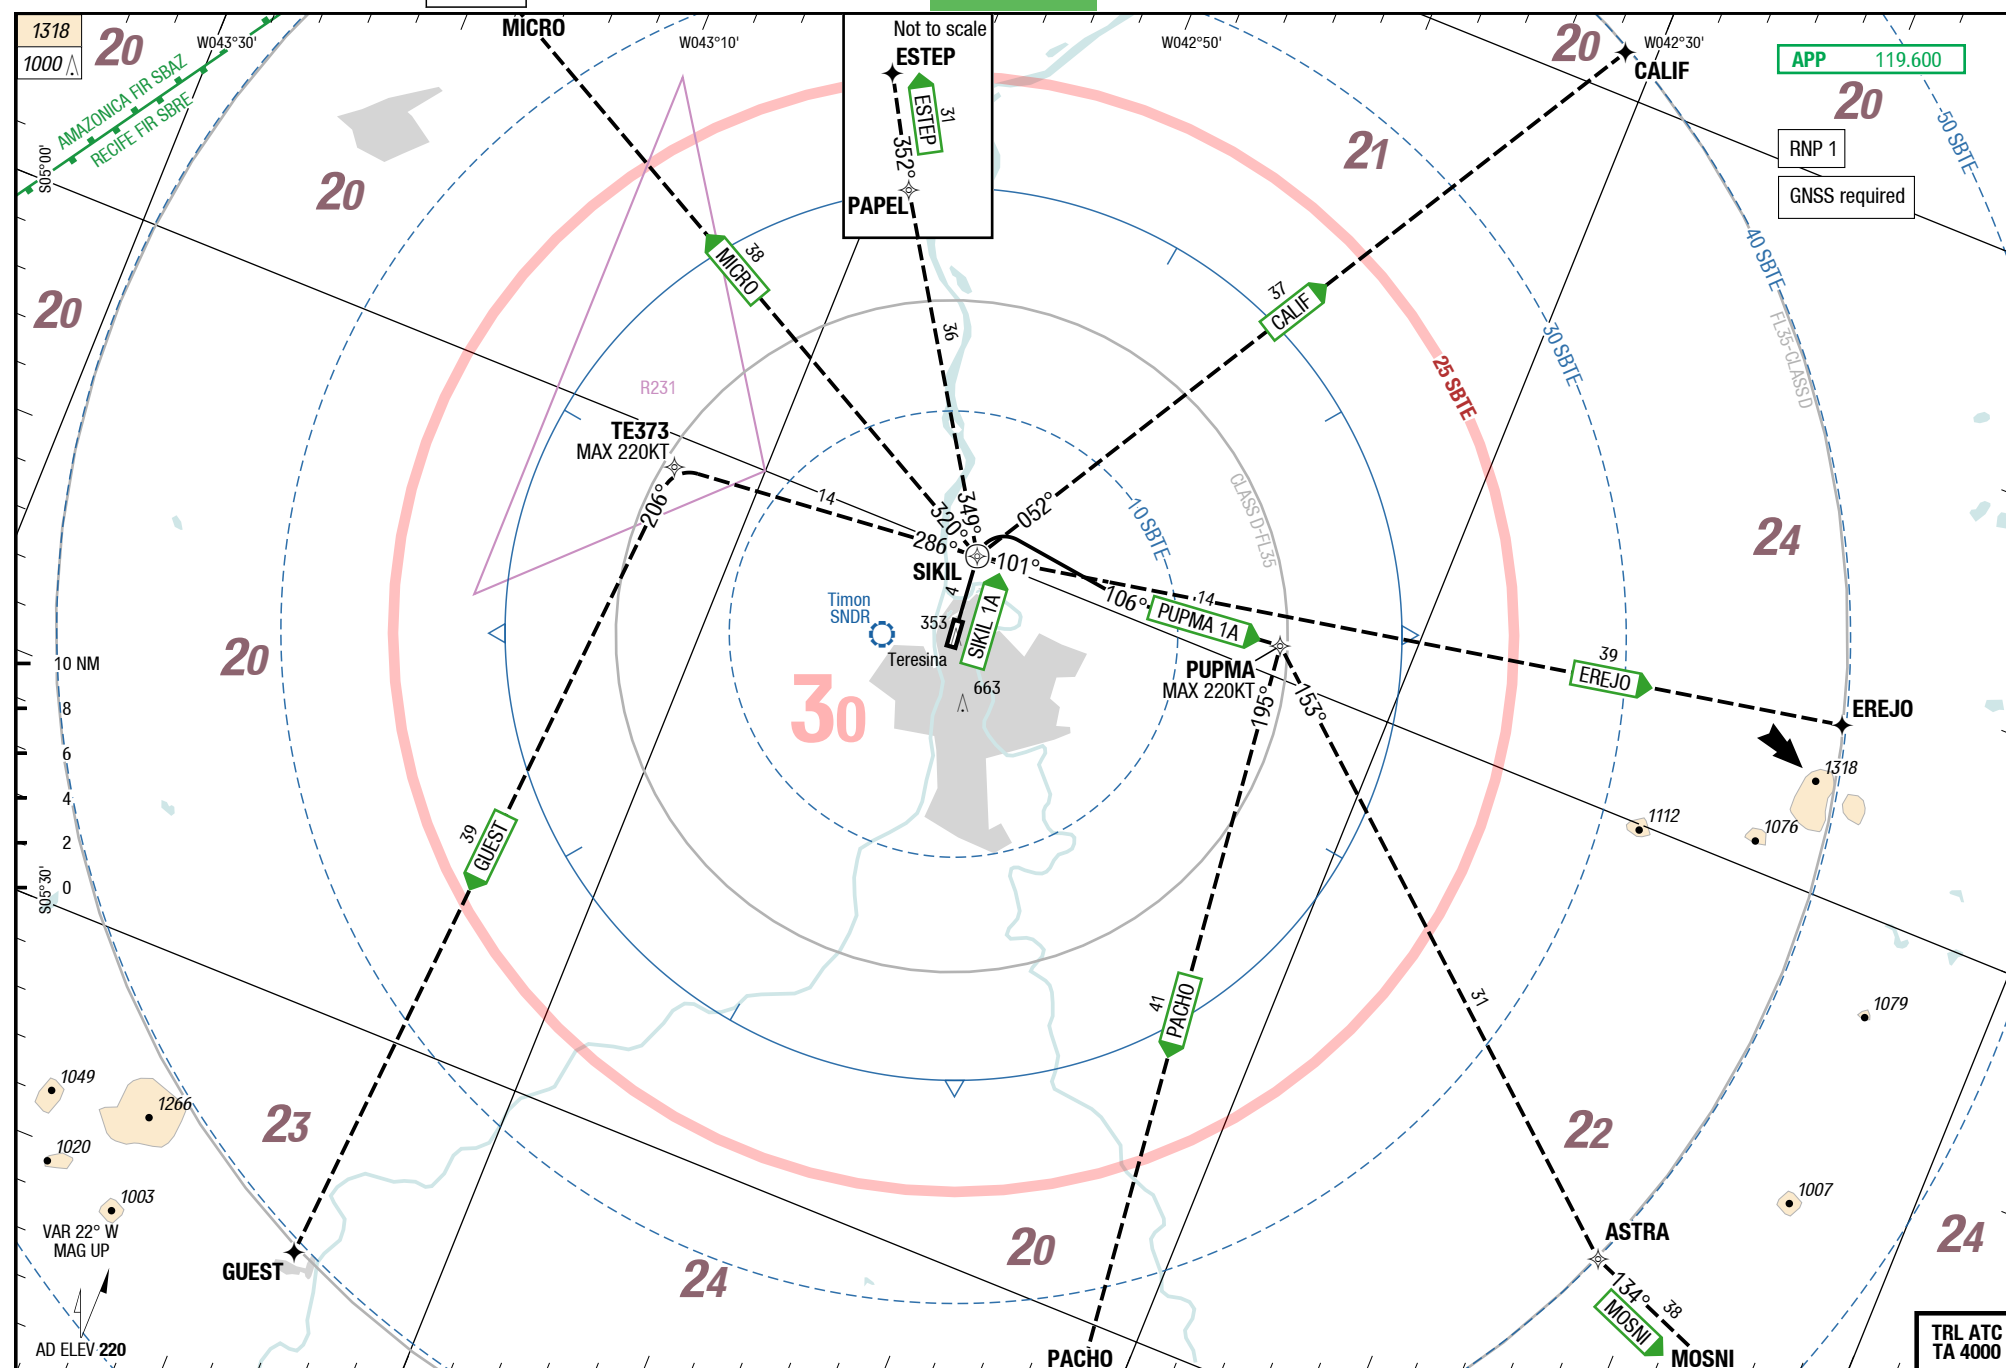 1318
1000
20
W043°30'
MICRO
W043°10'
Not to scale
ESTEP
ESTEP
31
352°
PAPEL
W042°50'
20
W042°30'
CALIF
APP 119.600
20
RNP 1
GNSS required
50 SBTE
AMAZONICA FIR SBAZ
RECIFE FIR SBRE
S05°00'
20
21
20
38
MICRO
36
37
CALIF
40 SBTE
FL35-CLASS D
30 SBTE
25 SBTE
R231
TE373
MAX 220KT
206°
14
286°
320°
349°
052°
10 SBTE
CLASS D-FL35
24
SIKIL
101°
106°
14
PUPMA 1A
4
SIKIL 1A
Timon
SNDR
353
Teresina
663
30
20
PUPMA
MAX 220KT
195°
153°
39
EREJO
EREJO
1318
1112
1076
10 NM
8
6
4
2
0
S05°30'
39
GUEST
41
PACHO
31
1079
1049
1266
1020
1003
23
22
1007
VAR 22° W
MAG UP
GUEST
24
20
ASTRA
24
134°
38
MOSNI
AD ELEV 220
PACHO
MOSNI
TRL ATC
TA 4000